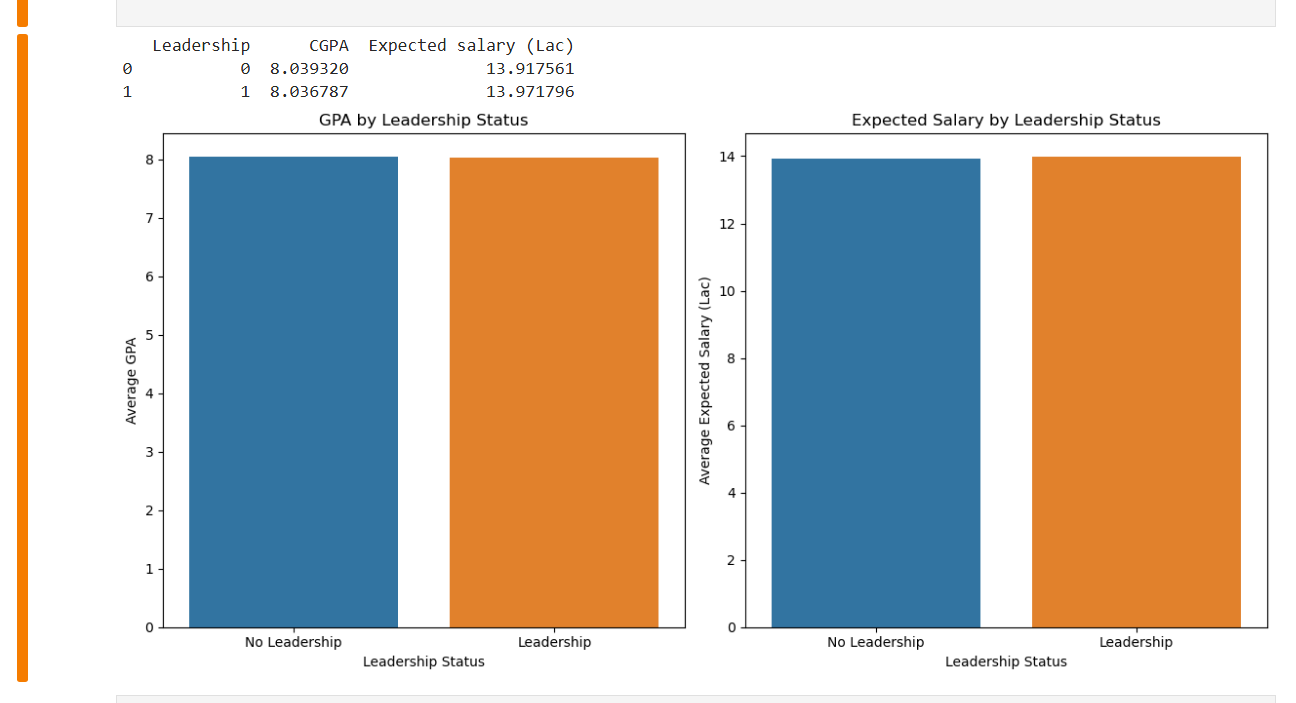 Leadership CGPA Expected salary (Lac)
0 0 8.039320 13.917561
1 1 8.036787 13.971796
GPA by Leadership Status
8
7
6
5
4
3
2
1
0
Average GPA
No Leadership Leadership
Leadership Status
Expected Salary by Leadership Status
14
12
10
8
6
4
2
0
Average Expected Salary (Lac)
No Leadership Leadership
Leadership Status